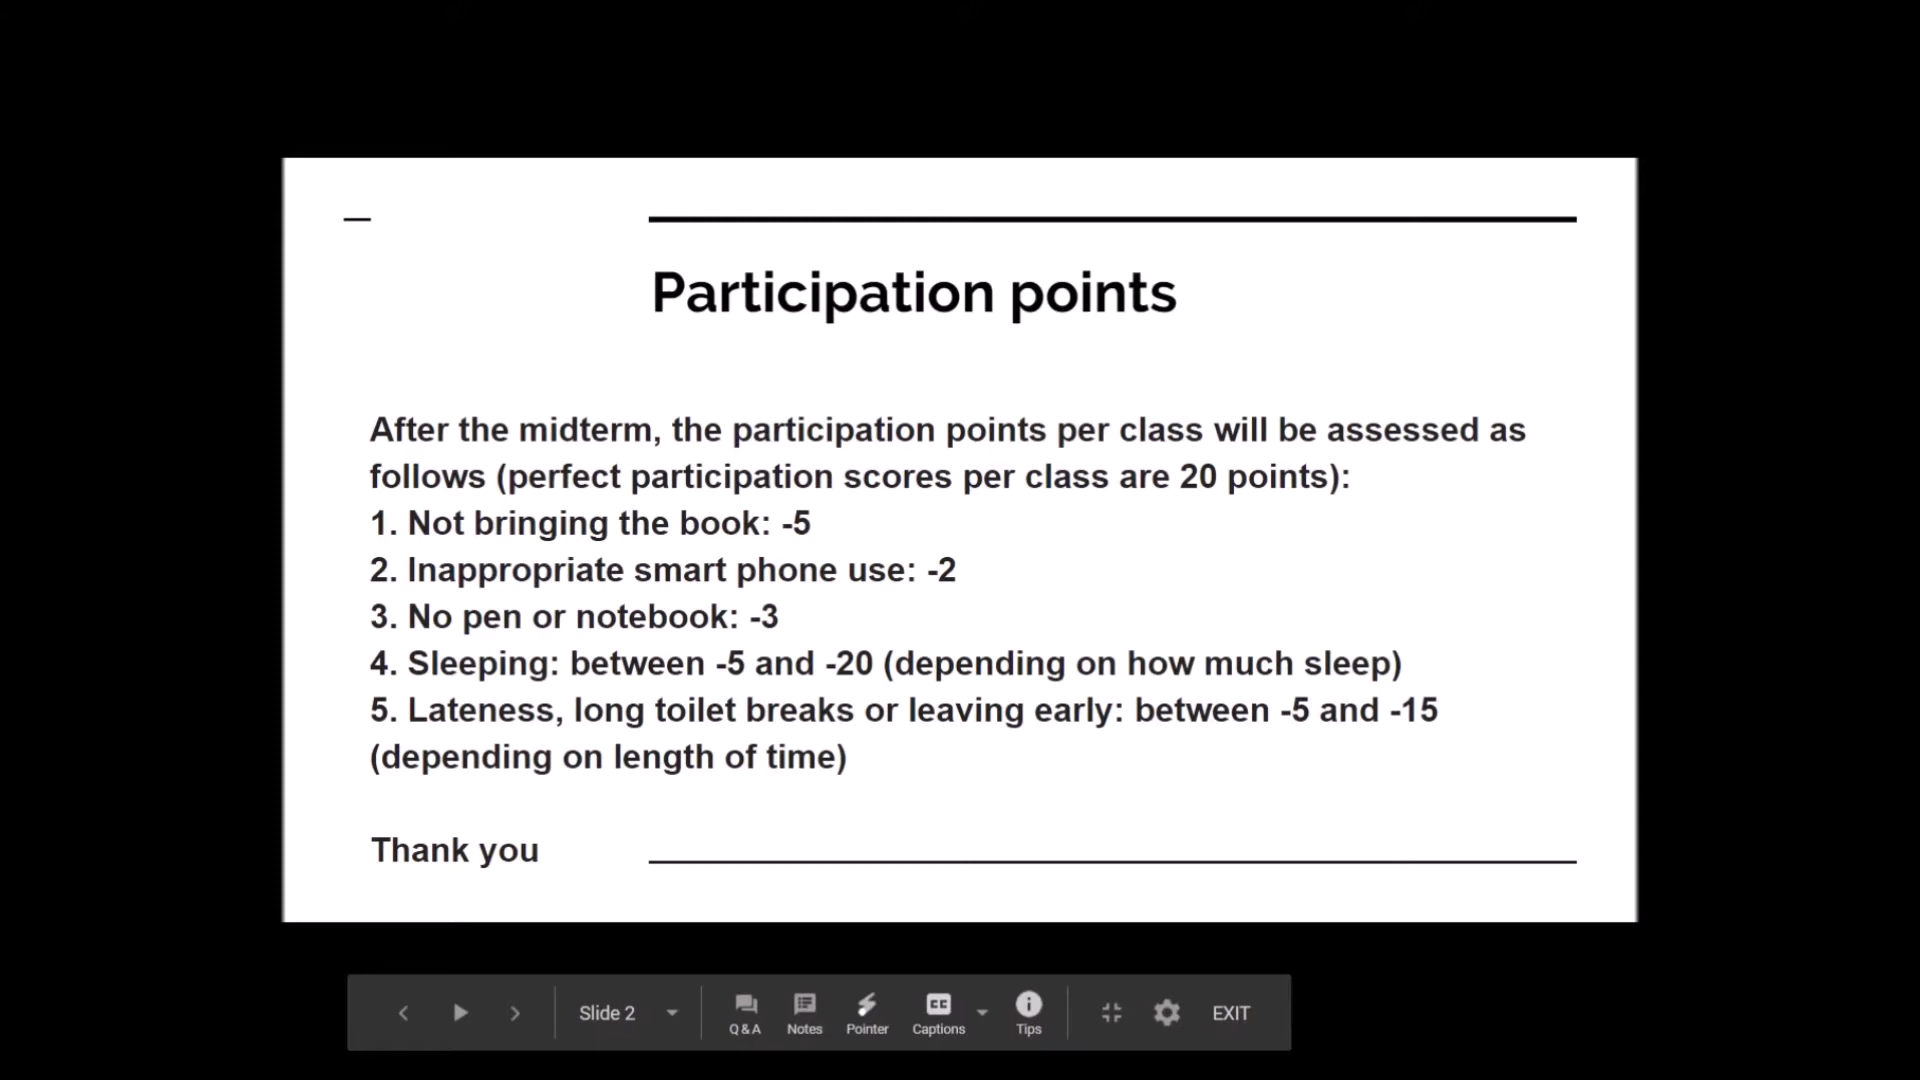 Participation points
After the midterm, the participation points per class will be assessed as
follows (perfect participation scores per class are 20 points):
1. Not bringing the book: -5
2. Inappropriate smart phone use: -2
3. No pen or notebook: -3
4. Sleeping: between -5 and -20 (depending on how much sleep)
5. Lateness, long toilet breaks or leaving early: between -5 and -15
(depending on length of time)
Thank you
Slide 2
Q&A
Notes
Pointer
CC
Captions
Tips
EXIT